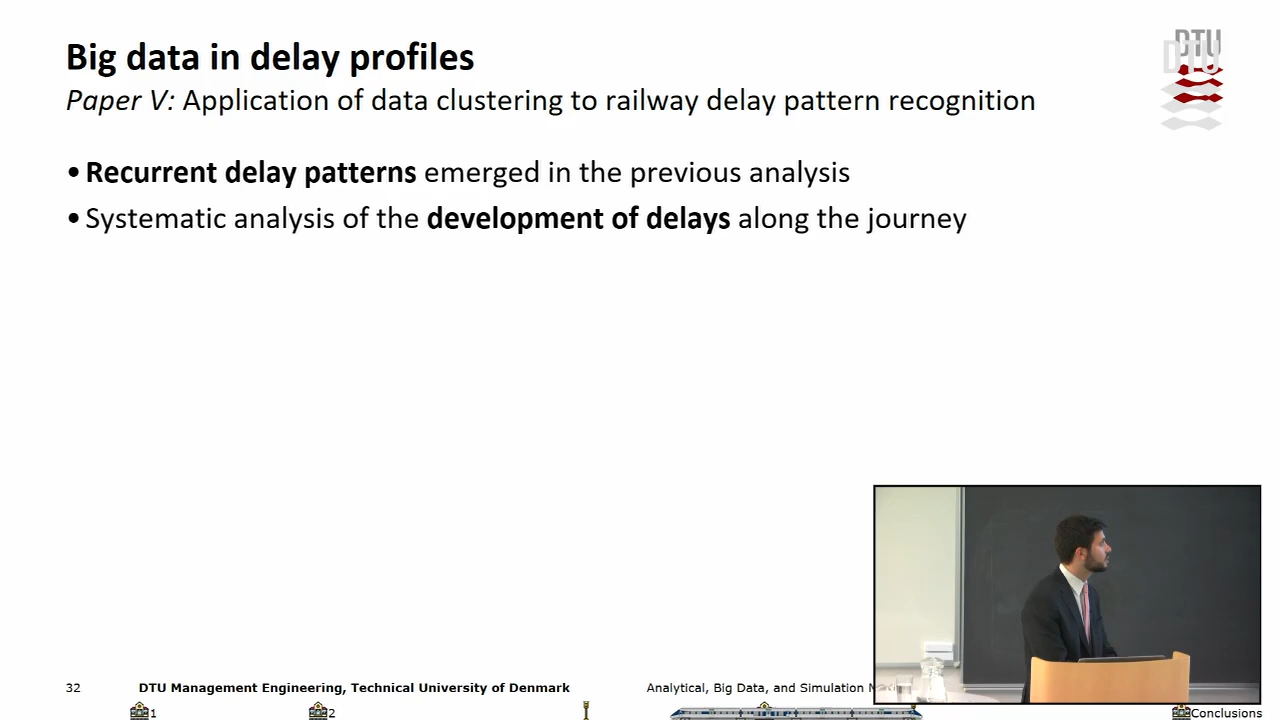 Big data in delay profiles
DTU
Paper V: Application of data clustering to railway delay pattern recognition
• Recurrent delay patterns emerged in the previous analysis
• Systematic analysis of the development of delays along the journey
32 DTU Management Engineering, Technical University of Denmark Analytical, Big Data, and Simulation
1 2 Conclusions